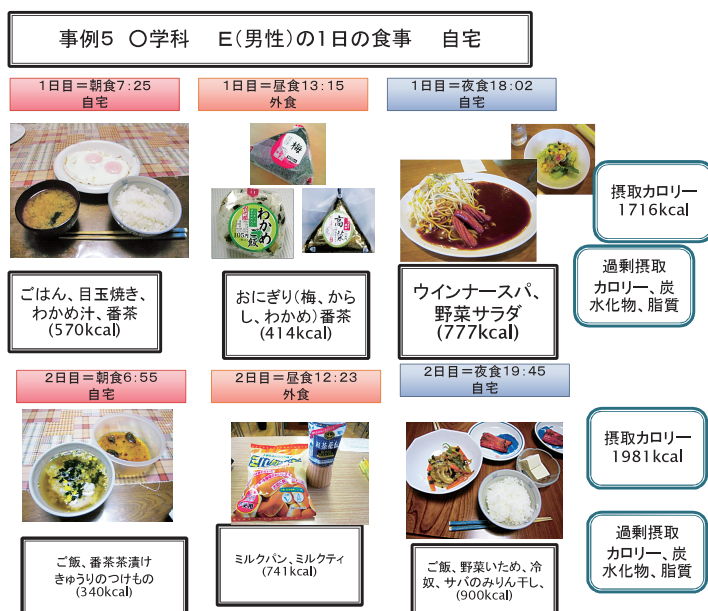 事例5 ○学科 E(男性)の1日の食事 自宅
1日目=朝食7:25
自宅
1日目=昼食13:15
外食
1日目=夜食18:02
自宅
梅
わかめ
ご飯
高菜
摂取カロリー
1716kcal
過剰摂取
カロリー、炭
水化物、脂質
ごはん、目玉焼き、
わかめ汁、番茶
(570kcal)
おにぎり(梅、から
し、わかめ)番茶
(414kcal)
ウインナースパ、
野菜サラダ
(777kcal)
2日目=朝食6:55
自宅
2日目=昼食12:23
外食
2日目=夜食19:45
自宅
摂取カロリー
1981kcal
過剰摂取
カロリー、炭
水化物、脂質
ご飯、番茶茶漬け
きゅうりのつけもの
(340kcal)
ミルクパン、ミルクティ
(741kcal)
ご飯、野菜いため、冷
奴、サバのみりん干し、
(900kcal)